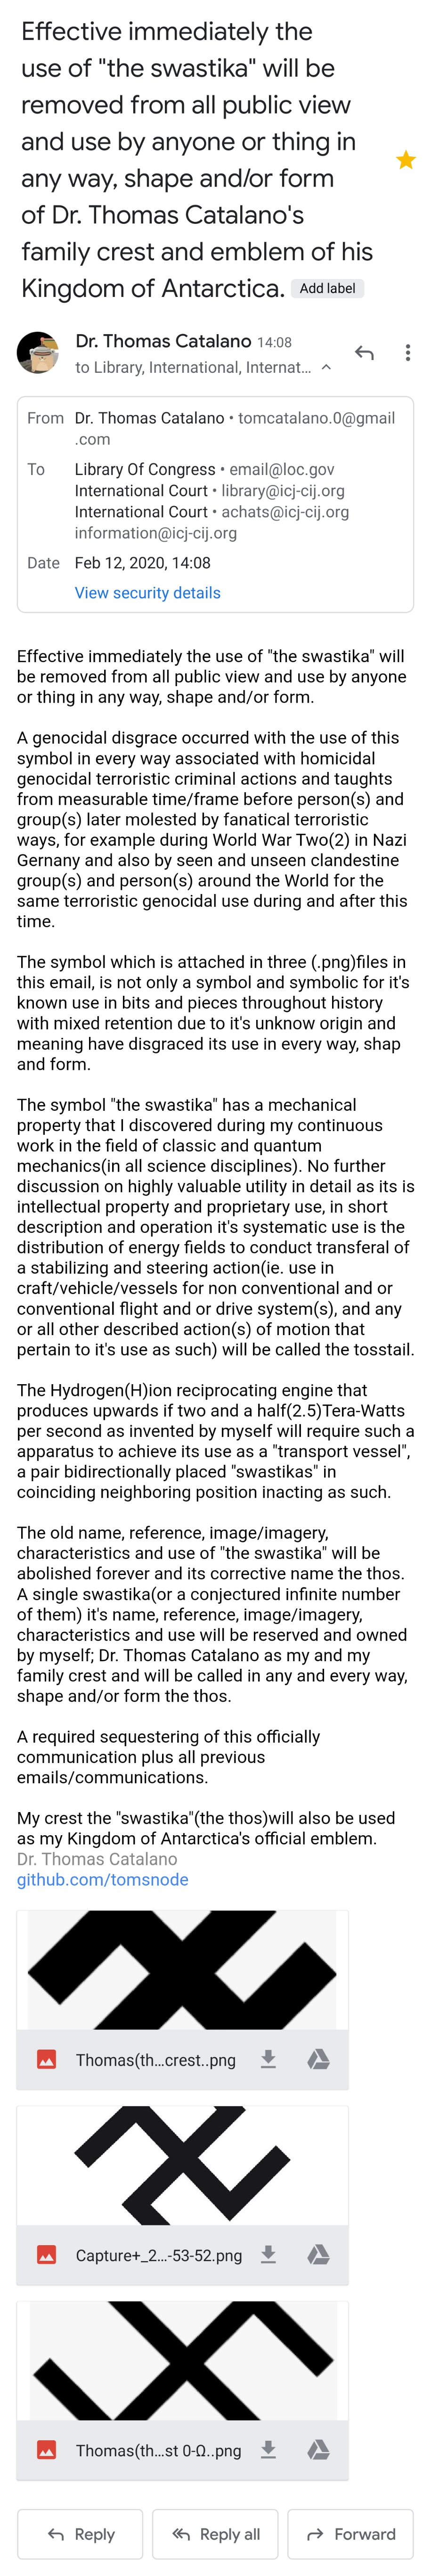 Effective immediately the
use of "the swastika" will be
removed from all public view
and use by anyone or thing in
any way, shape and/or form
of Dr. Thomas Catalano's
family crest and emblem of his
Kingdom of Antarctica. Add label
Dr. Thomas Catalano 14:08
to Library, International, Internat...
From Dr. Thomas Catalano • tomcatalano.0@gmail
.com
To Library Of Congress • email@loc.gov
International Court • library@icj-cij.org
International Court • achats@icj-cij.org
information@icj-cij.org
Date Feb 12, 2020, 14:08
View security details
Effective immediately the use of "the swastika" will
be removed from all public view and use by anyone
or thing in any way, shape and/or form.
A genocidal disgrace occurred with the use of this
symbol in every way associated with homicidal
genocidal terroristic criminal actions and taughts
from measurable time/frame before person(s) and
group(s) later molested by fanatical terroristic
ways, for example during World War Two(2) in Nazi
Gernany and also by seen and unseen clandestine
group(s) and person(s) around the World for the
same terroristic genocidal use during and after this
time.
The symbol which is attached in three (.png)files in
this email, is not only a symbol and symbolic for it's
known use in bits and pieces throughout history
with mixed retention due to it's unknow origin and
meaning have disgraced its use in every way, shap
and form.
The symbol "the swastika" has a mechanical
property that I discovered during my continuous
work in the field of classic and quantum
mechanics(in all science disciplines). No further
discussion on highly valuable utility in detail as its is
intellectual property and proprietary use, in short
description and operation it's systematic use is the
distribution of energy fields to conduct transferal of
a stabilizing and steering action(ie. use in
craft/vehicle/vessels for non conventional and or
conventional flight and or drive system(s), and any
or all other described action(s) of motion that
pertain to it's use as such) will be called the tosstail.
The Hydrogen(H)ion reciprocating engine that
produces upwards if two and a half(2.5)Tera-Watts
per second as invented by myself will require such a
apparatus to achieve its use as a "transport vessel",
a pair bidirectionally placed "swastikas" in
coinciding neighboring position inacting as such.
The old name, reference, image/imagery,
characteristics and use of "the swastika" will be
abolished forever and its corrective name the thos.
A single swastika(or a conjectured infinite number
of them) it's name, reference, image/imagery,
characteristics and use will be reserved and owned
by myself; Dr. Thomas Catalano as my and my
family crest and will be called in any and every way,
shape and/or form the thos.
A required sequestering of this officially
communication plus all previous
emails/communications.
My crest the "swastika"(the thos)will also be used
as my Kingdom of Antarctica's official emblem.
Dr. Thomas Catalano
github.com/tomsnode
Thomas(th...crest..png
Capture+_2...-53-52.png
Thomas(th...st 0-Ω..png
Reply Reply all Forward